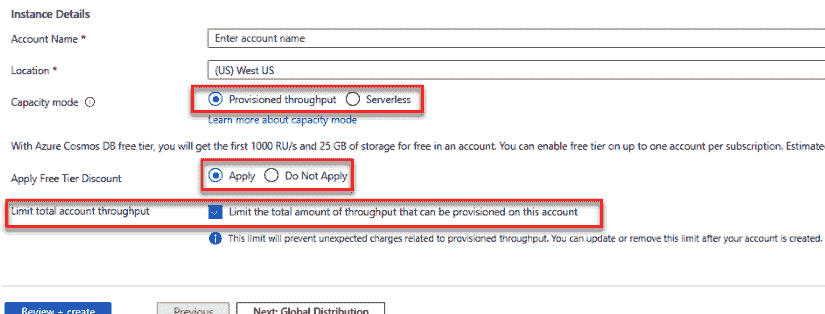 Instance Details
Account Name *
Enter account name
Location *
(US) West US
Capacity mode
Provisioned throughput Serverless
Learn more about capacity mode
With Azure Cosmos DB free tier, you will get the first 1000 RU/s and 25 GB of storage for free in an account. You can enable free tier on up to one account per subscription. Estimate
Apply Free Tier Discount
Apply Do Not Apply
Limit total account throughput
Limit the total amount of throughput that can be provisioned on this account
This limit will prevent unexpected charges related to provisioned throughput. You can update or remove this limit after your account is created.
Review + create Previous Next: Global Distribution